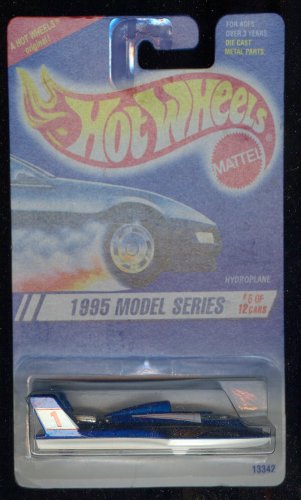 A HOT WHEELS
original!
FOR AGES
OVER 3 YEARS
DIE CAST
METAL PARTS
HOT WHEELS
MATTEL
HYDROPLANE
1995 MODEL SERIES
#6 OF
12 CARS
1
13342